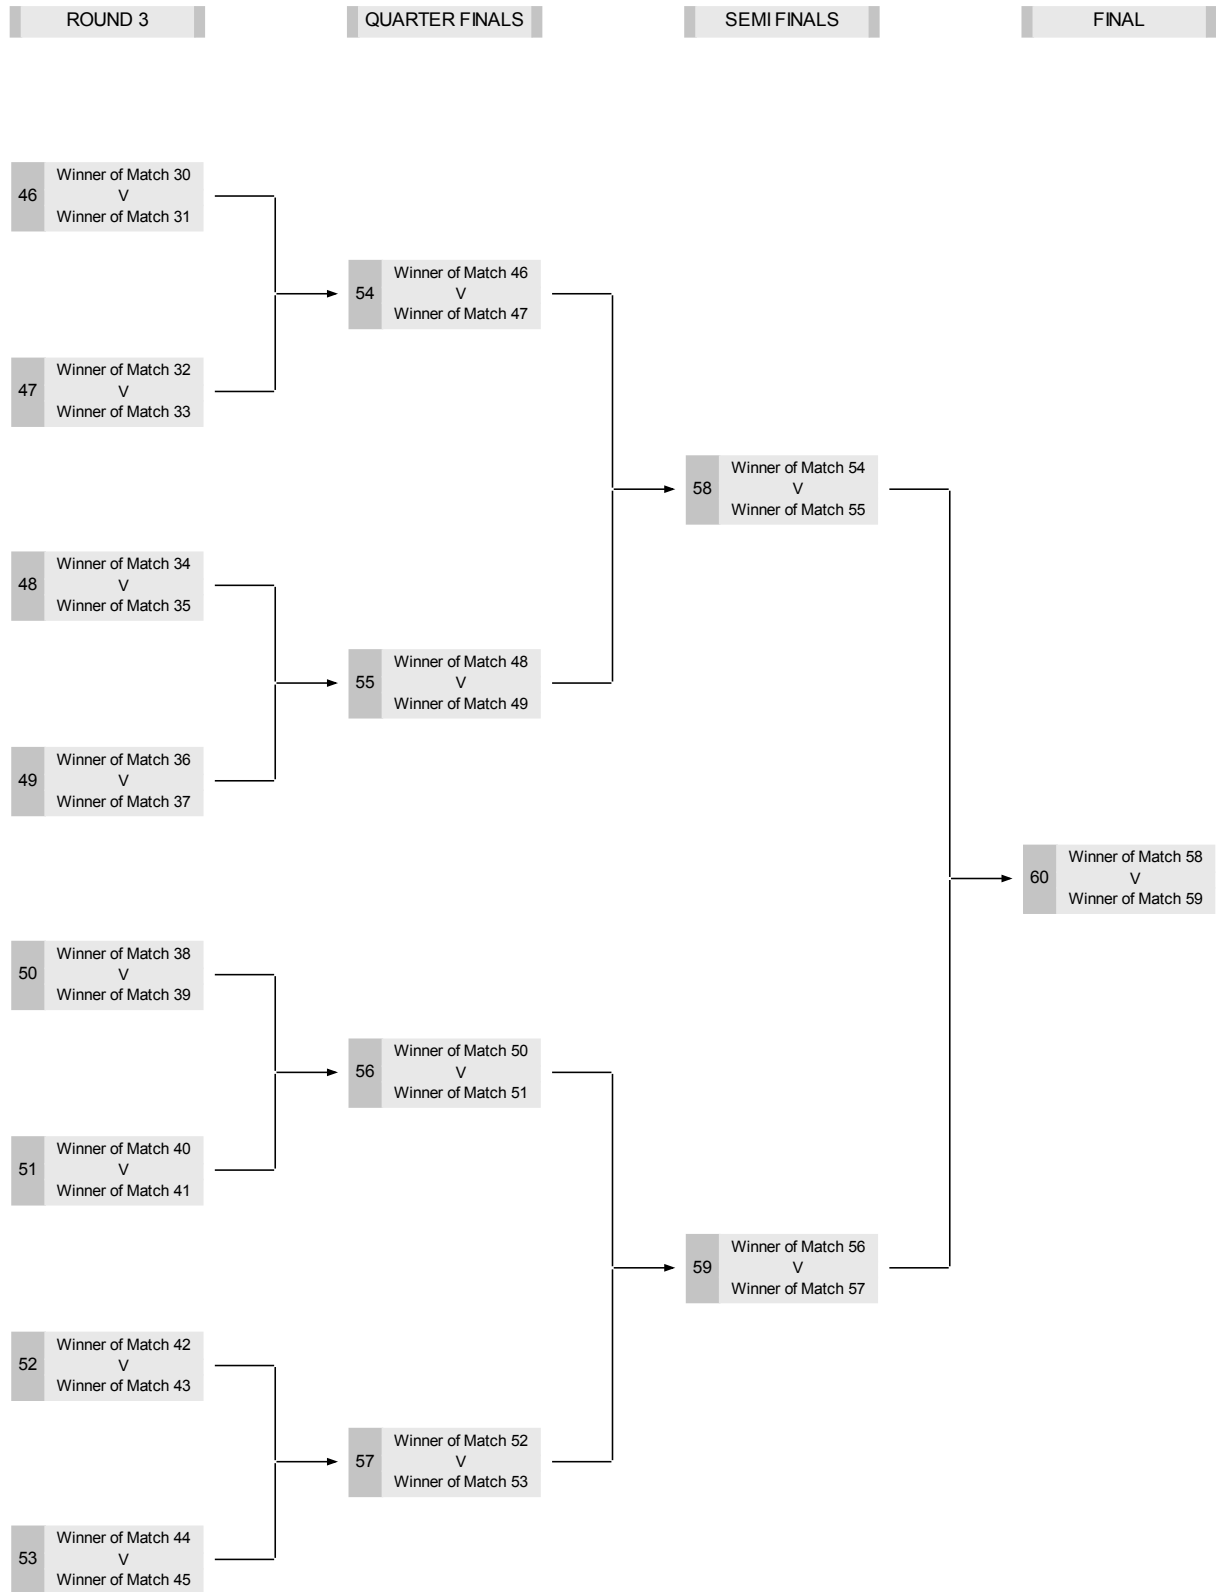 ROUND 3
QUARTER FINALS
SEMI FINALS
FINAL
46
Winner of Match 30
V
Winner of Match 31
47
Winner of Match 32
V
Winner of Match 33
48
Winner of Match 34
V
Winner of Match 35
49
Winner of Match 36
V
Winner of Match 37
50
Winner of Match 38
V
Winner of Match 39
51
Winner of Match 40
V
Winner of Match 41
52
Winner of Match 42
V
Winner of Match 43
53
Winner of Match 44
V
Winner of Match 45
54
Winner of Match 46
V
Winner of Match 47
55
Winner of Match 48
V
Winner of Match 49
56
Winner of Match 50
V
Winner of Match 51
57
Winner of Match 52
V
Winner of Match 53
58
Winner of Match 54
V
Winner of Match 55
59
Winner of Match 56
V
Winner of Match 57
60
Winner of Match 58
V
Winner of Match 59